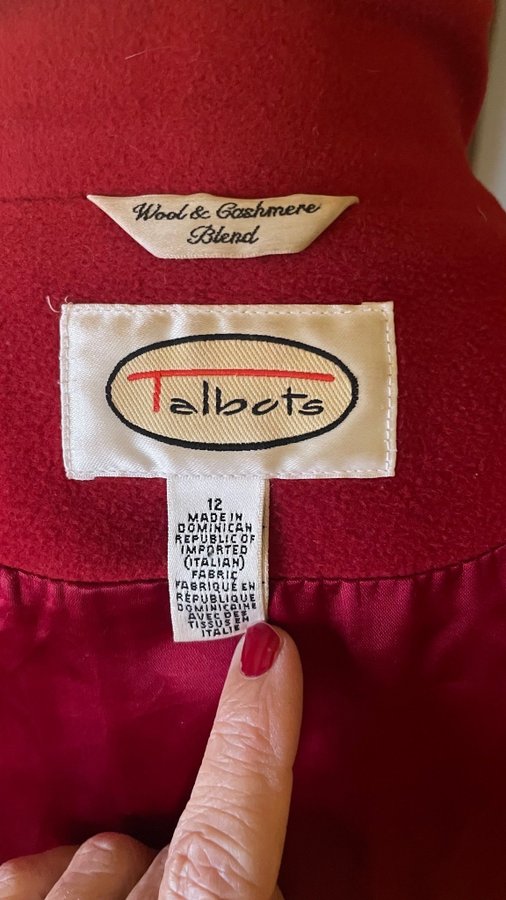 Wool & Cashmere
Blend
Talbots
12
MADE IN
DOMINICAN
REPUBLIC OF
IMPORTED
(ITALIAN)
FABRIC
FABRIQUÉ EN
RÉPUBLIQUE
DOMINICAINE
AVEC DES
TISSUS EN
ITALIE